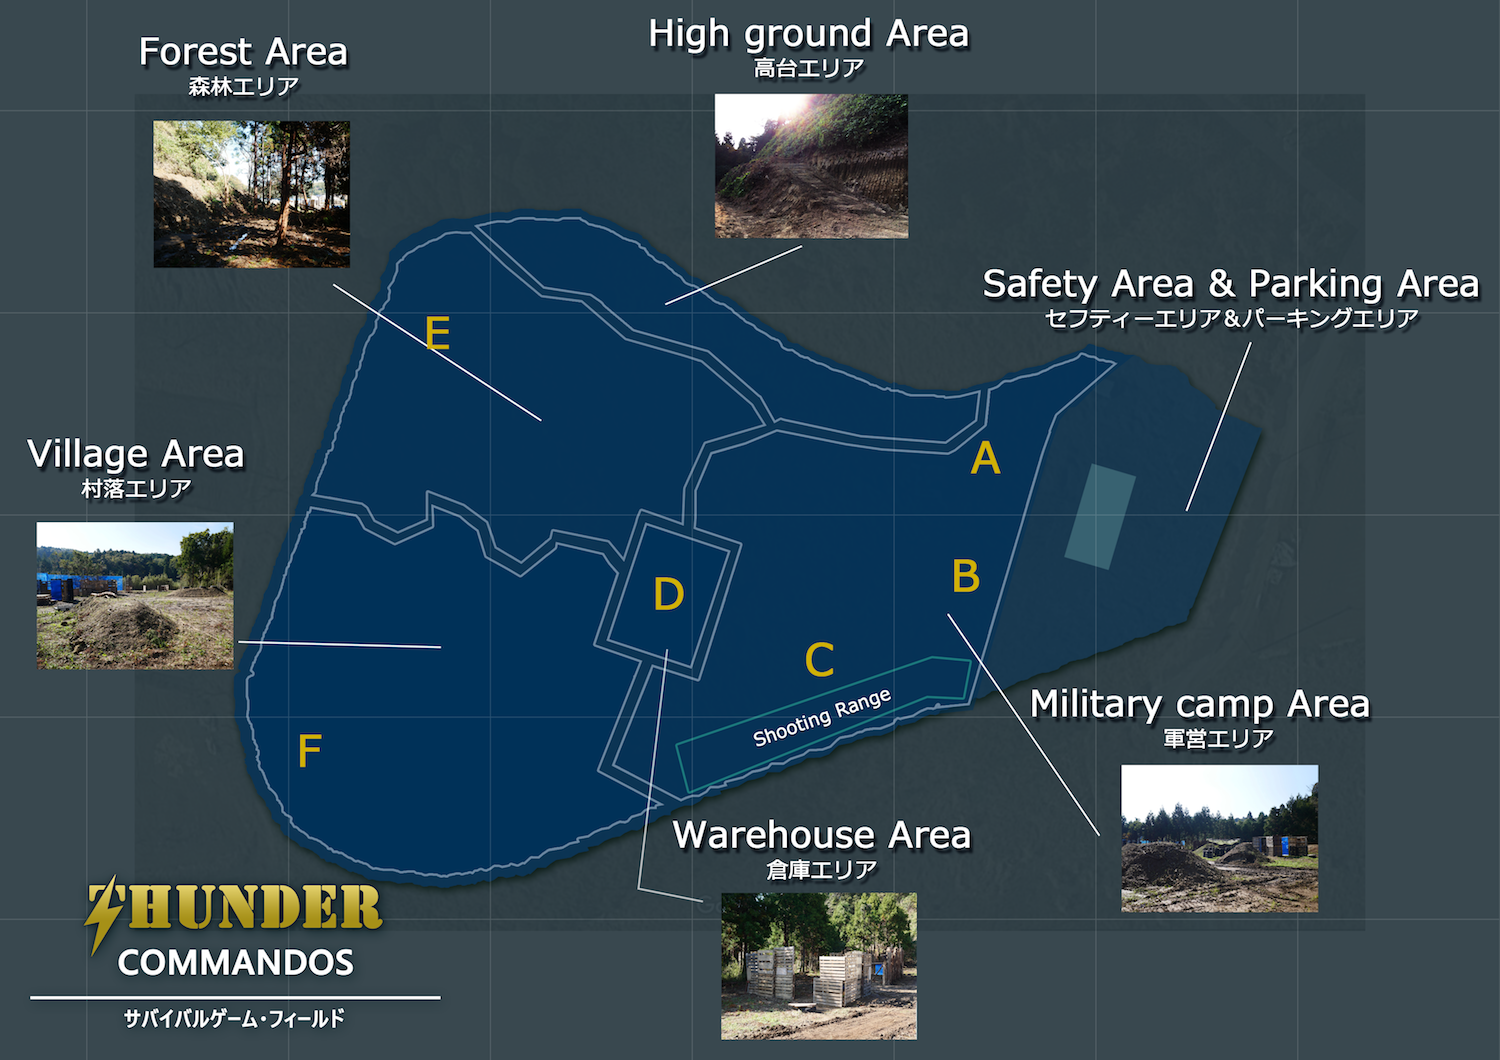 High ground Area
高台エリア
Forest Area
森林エリア
Safety Area & Parking Area
セフティーエリア&パーキングエリア
E
Village Area
村落エリア
A
B
D
C
Shooting Range
F
Military camp Area
軍営エリア
Warehouse Area
倉庫エリア
THUNDER
COMMANDOS
サバイバルゲーム・フィールド